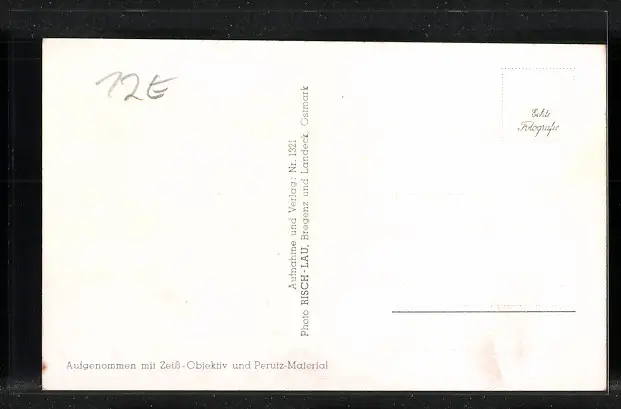 12E
Echte
Fotografie
Aufnahme und Verlag: Nr. 1321
Photo RISCH-LAU, Bregenz und Landeck, Ostmark
Aufgenommen mit Zeiß-Objektiv und Perutz-Material